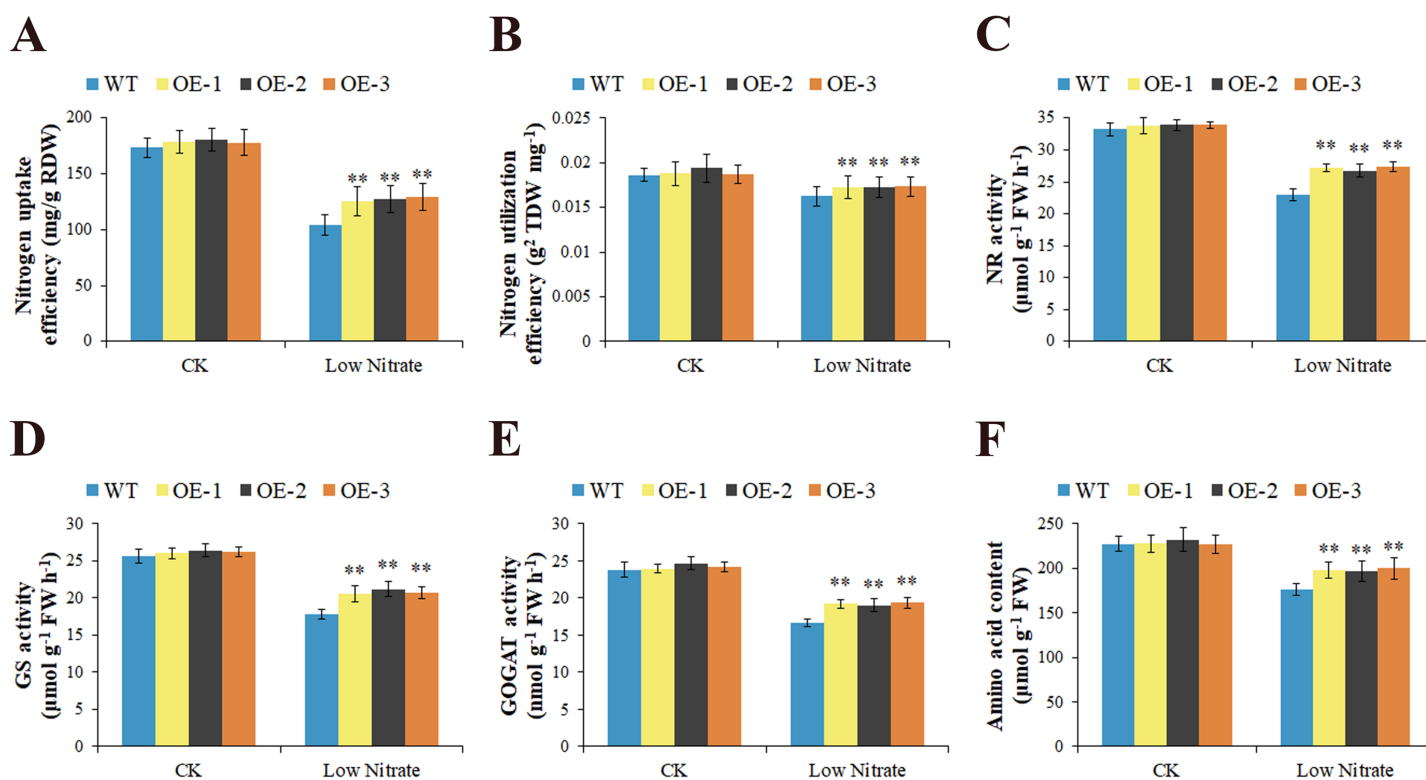 A
WT OE-1 OE-2 OE-3
Nitrogen uptake
efficiency (mg/g RDW)
200
150
100
50
0
** ** **
CK Low Nitrate
B
WT OE-1 OE-2 OE-3
Nitrogen utilization
efficiency (g² TDW mg⁻¹)
0.025
0.02
0.015
0.01
0.005
0
** ** **
CK Low Nitrate
C
WT OE-1 OE-2 OE-3
NR activity
(μmol g⁻¹ FW h⁻¹)
35
30
25
20
15
10
5
0
** ** **
CK Low Nitrate
D
WT OE-1 OE-2 OE-3
GS activity
(μmol g⁻¹ FW h⁻¹)
30
25
20
15
10
5
0
** ** **
CK Low Nitrate
E
WT OE-1 OE-2 OE-3
GOGAT activity
(nmol g⁻¹ FW h⁻¹)
30
25
20
15
10
5
0
** ** **
CK Low Nitrate
F
WT OE-1 OE-2 OE-3
Amino acid content
(μmol g⁻¹ FW)
250
200
150
100
50
0
** ** **
CK Low Nitrate